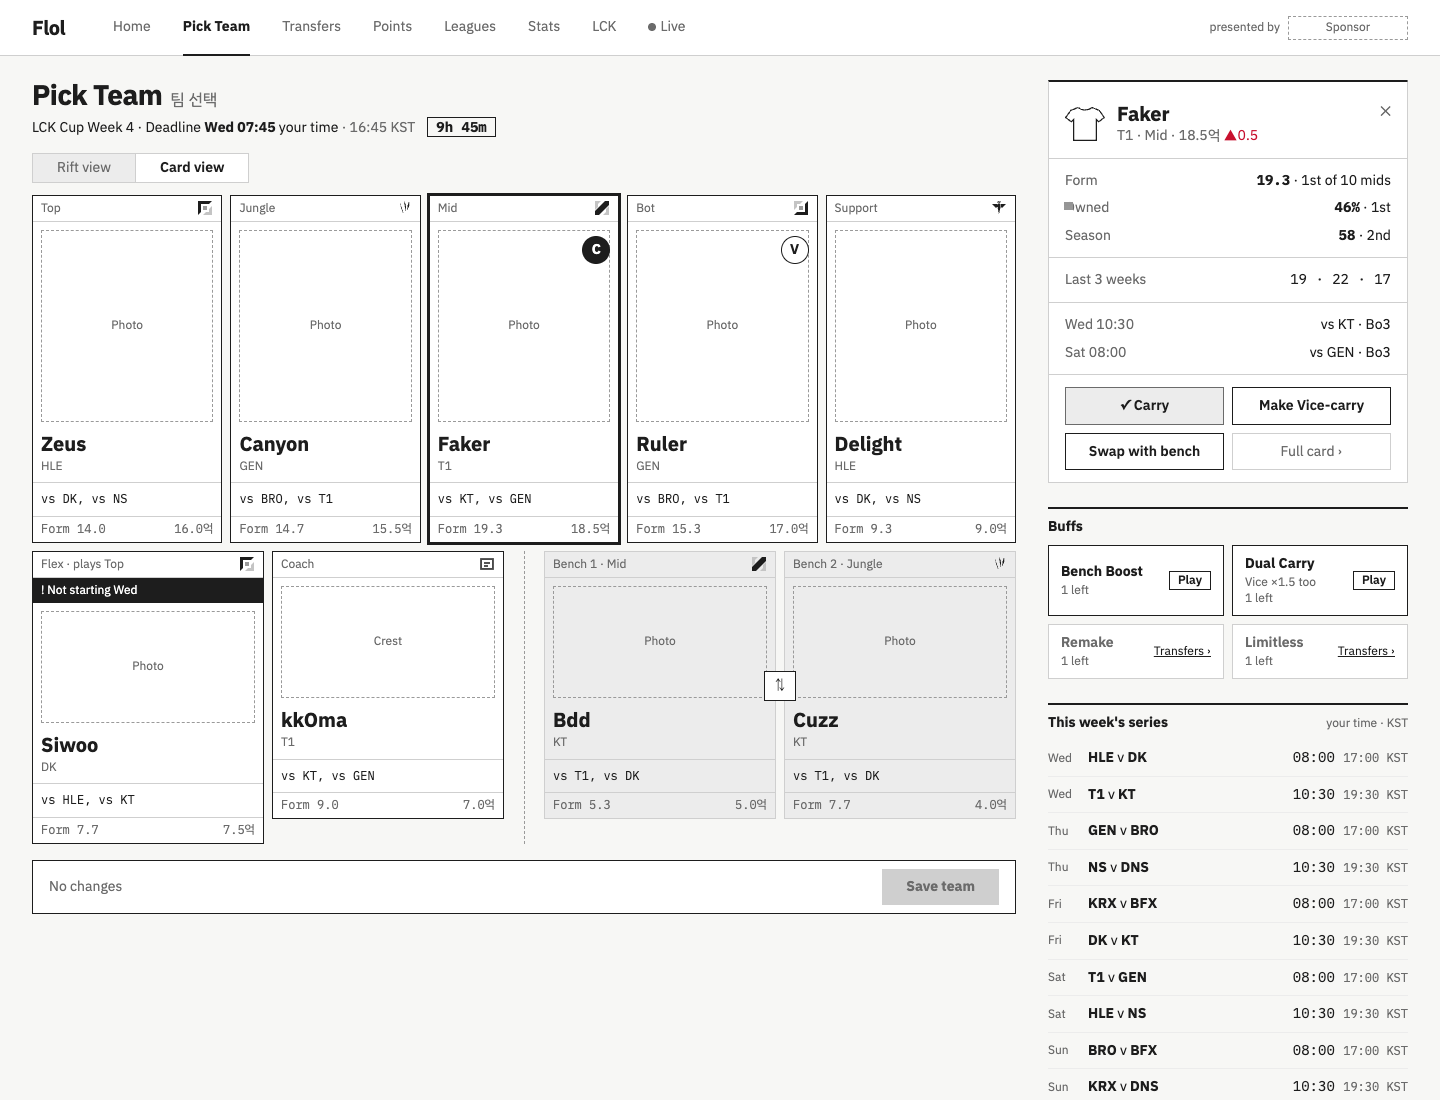 Flol
Home
Pick Team
Transfers
Points
Leagues
Stats
LCK
Live
presented by
Sponsor
Pick Team 팀 선택
LCK Cup Week 4 · Deadline Wed 07:45 your time · 16:45 KST
9h 45m
Rift view
Card view
Top
Photo
Zeus
HLE
vs DK, vs NS
Form 14.0
16.0억
Jungle
Photo
Canyon
GEN
vs BRO, vs T1
Form 14.7
15.5억
Mid
C
Photo
Faker
T1
vs KT, vs GEN
Form 19.3
18.5억
Bot
V
Photo
Ruler
GEN
vs BRO, vs T1
Form 15.3
17.0억
Support
Photo
Delight
HLE
vs DK, vs NS
Form 9.3
9.0억
Flex · plays Top
! Not starting Wed
Photo
Siwoo
DK
vs HLE, vs KT
Form 7.7
7.5억
Coach
Crest
kkOma
T1
vs KT, vs GEN
Form 9.0
7.0억
Bench 1 · Mid
Photo
Bdd
KT
vs T1, vs DK
Form 5.3
5.0억
Bench 2 · Jungle
Photo
Cuzz
KT
vs T1, vs DK
Form 7.7
4.0억
No changes
Save team
Faker
T1 · Mid · 18.5억 ▲0.5
Form
19.3 · 1st of 10 mids
wned
46% · 1st
Season
58 · 2nd
Last 3 weeks
19 · 22 · 17
Wed 10:30
vs KT · Bo3
Sat 08:00
vs GEN · Bo3
✓ Carry
Make Vice-carry
Swap with bench
Full card ›
Buffs
Bench Boost
1 left
Play
Dual Carry
Vice ×1.5 too
1 left
Play
Remake
1 left
Transfers ›
Limitless
1 left
Transfers ›
This week's series
your time · KST
Wed HLE v DK 08:00 17:00 KST
Wed T1 v KT 10:30 19:30 KST
Thu GEN v BRO 08:00 17:00 KST
Thu NS v DNS 10:30 19:30 KST
Fri KRX v BFX 08:00 17:00 KST
Fri DK v KT 10:30 19:30 KST
Sat T1 v GEN 08:00 17:00 KST
Sat HLE v NS 10:30 19:30 KST
Sun BRO v BFX 08:00 17:00 KST
Sun KRX v DNS 10:30 19:30 KST